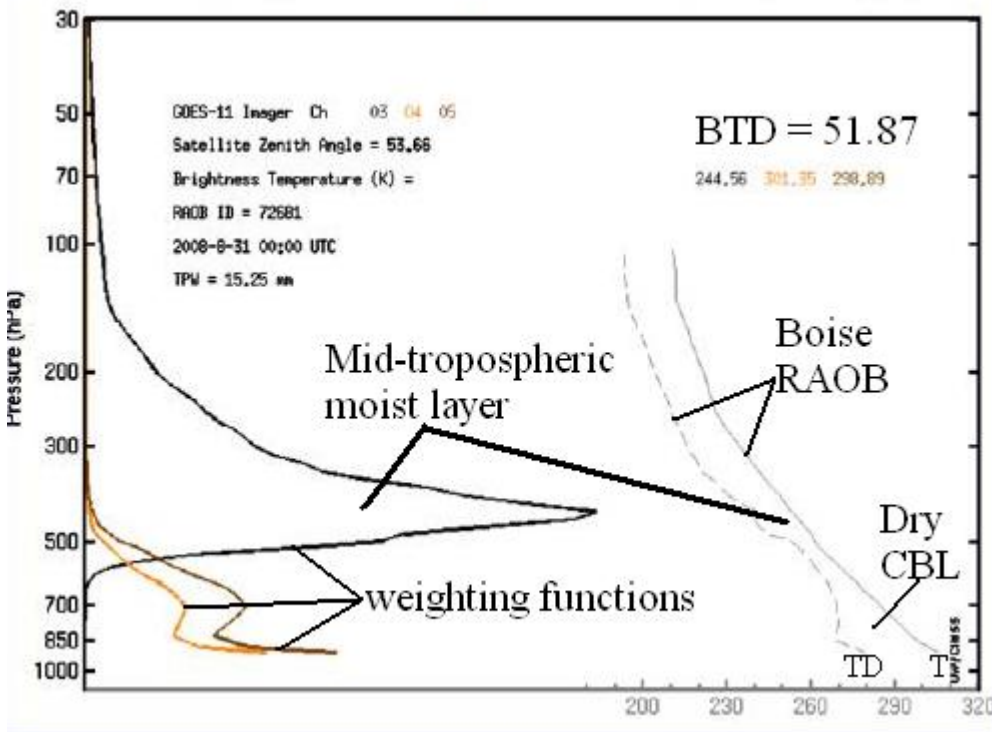 30
50
70
100
200
300
500
700
850
1000
Pressure (hPa)
GOES-11 Imager Ch 03 04 05
Satellite Zenith Angle = 53.66
Brightness Temperature (K) =
RAOB ID = 72681
2008-8-31 00:00 UTC
TPW = 15.25 mm
BTD = 51.87
244.56 301.35 298.89
Mid-tropospheric
moist layer
Boise
RAOB
Dry
CBL
weighting functions
TD
T
UW/CIMSS
200 230 260 290 320